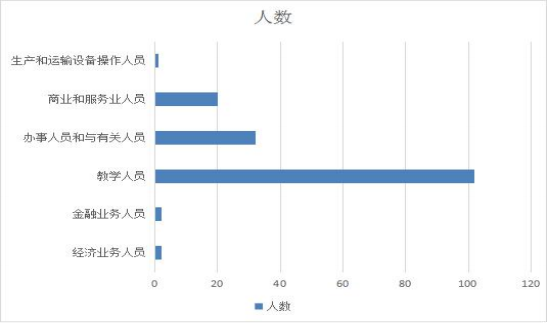 人数
生产和运输设备操作人员
商业和服务业人员
办事人员和与有关人员
教学人员
金融业务人员
经济业务人员
0 20 40 60 80 100 120
人数